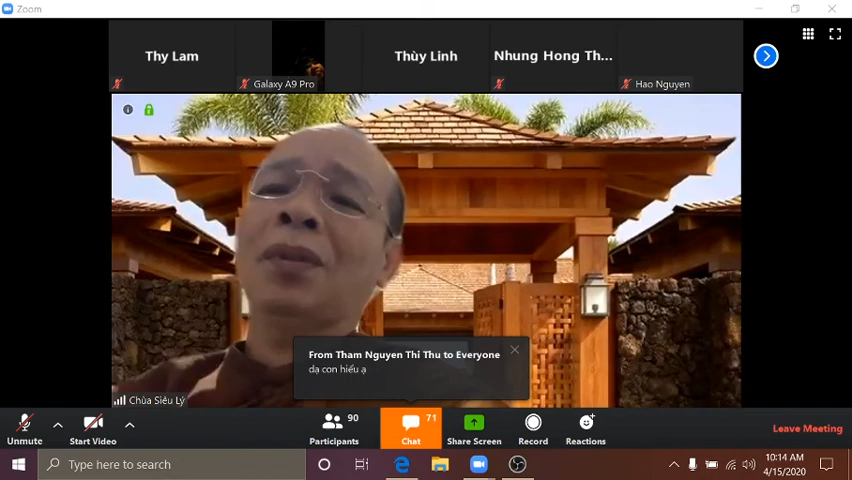 Zoom
Thy Lam
Galaxy A9 Pro
Thùy Linh
Nhung Hong Th...
Hao Nguyen
From Tham Nguyen Thi Thu to Everyone
dạ con hiểu ạ
Chùa Siêu Lý
Unmute
Start Video
90
Participants
71
Chat
Share Screen
Record
Reactions
Leave Meeting
Type here to search
10:14 AM
4/15/2020